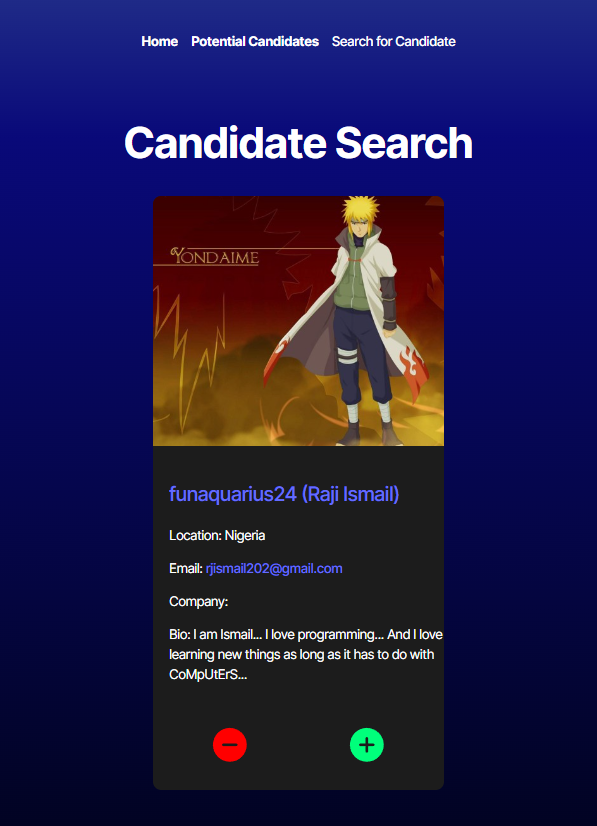 Home Potential Candidates Search for Candidate
Candidate Search
YONDAIME
funaquarius24 (Raji Ismail)
Location: Nigeria
Email: rjismail202@gmail.com
Company:
Bio: I am Ismail... I love programming... And I love
learning new things as long as it has to do with
CoMpUtErS...